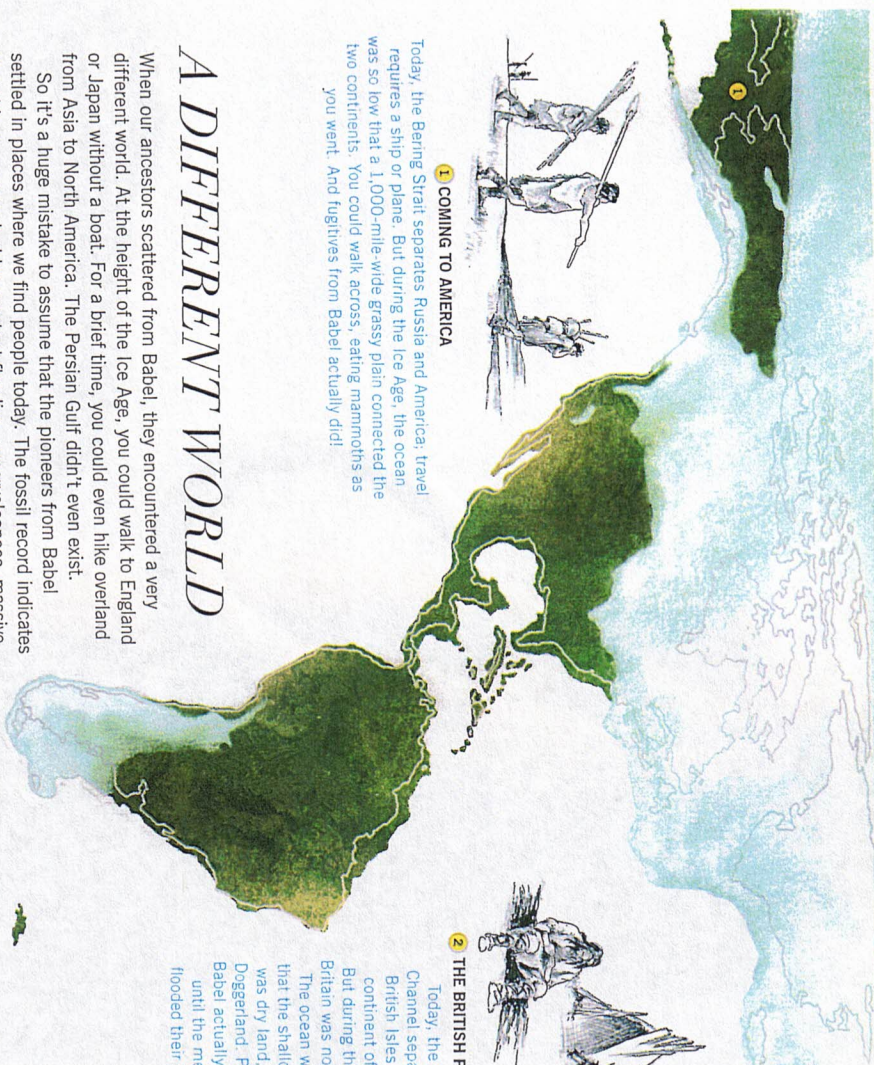 1
1 COMING TO AMERICA
Today, the Bering Strait separates Russia and America; travel
requires a ship or plane. But during the Ice Age, the ocean
was so low that a 1,000-mile-wide grassy plain connected the
two continents. You could walk across, eating mammoths as
you went. And fugitives from Babel actually did!
A DIFFERENT WORLD
When our ancestors scattered from Babel, they encountered a very
different world. At the height of the Ice Age, you could walk to England
or Japan without a boat. For a brief time, you could even hike overland
from Asia to North America. The Persian Gulf didn't even exist.
So it's a huge mistake to assume that the pioneers from Babel
settled in places where we find people today. The fossil record indicates
2 THE BRITISH
Today, the
Channel
British Isles
continent of
But during
Britain was
The ocean
that the
was dry land,
Doggerland.
Babel actually
until the
flooded their